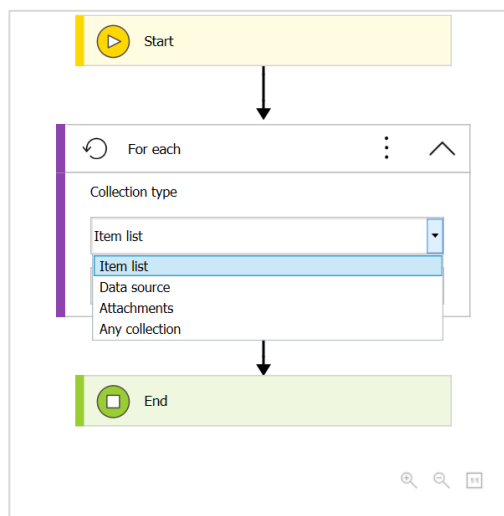 Start
For each
Collection type
Item list
Item list
Data source
Attachments
Any collection
End